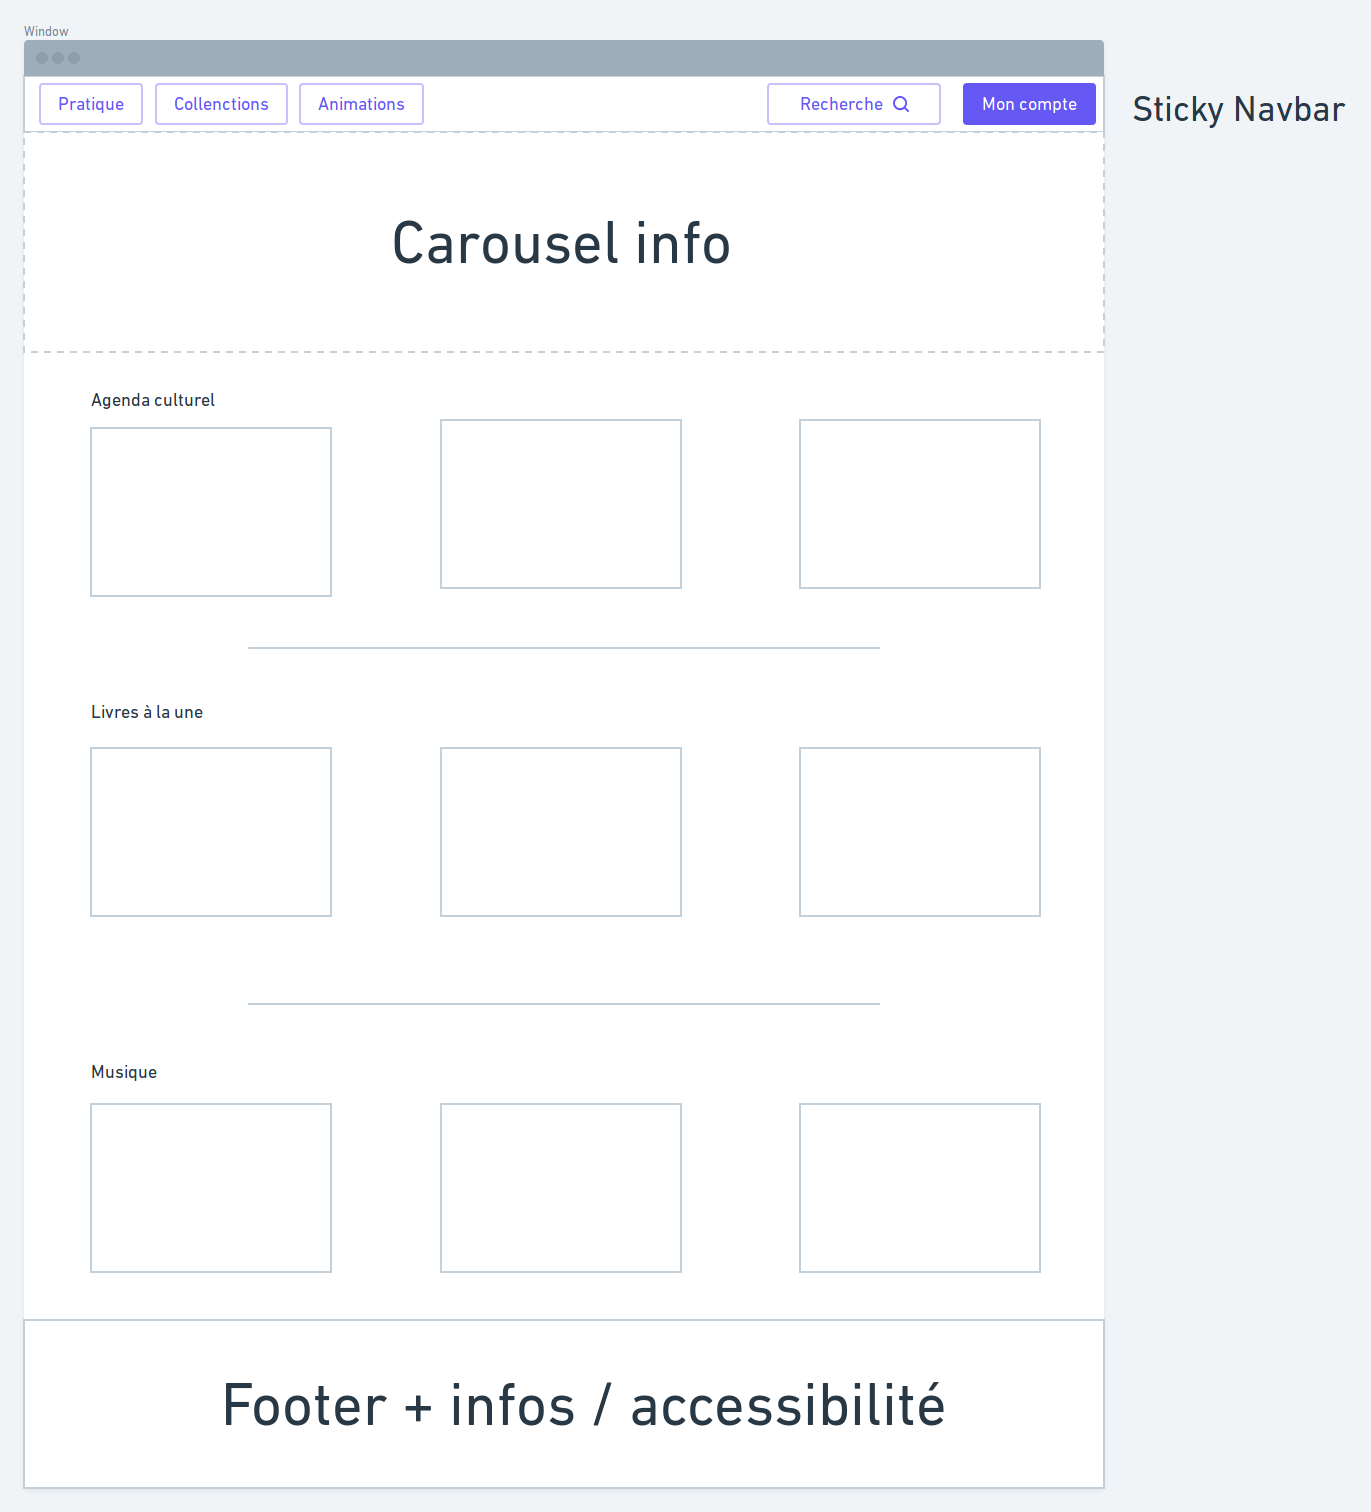 Window
Pratique
Collenctions
Animations
Recherche
Mon compte
Sticky Navbar
Carousel info
Agenda culturel
Livres à la une
Musique
Footer + infos / accessibilité